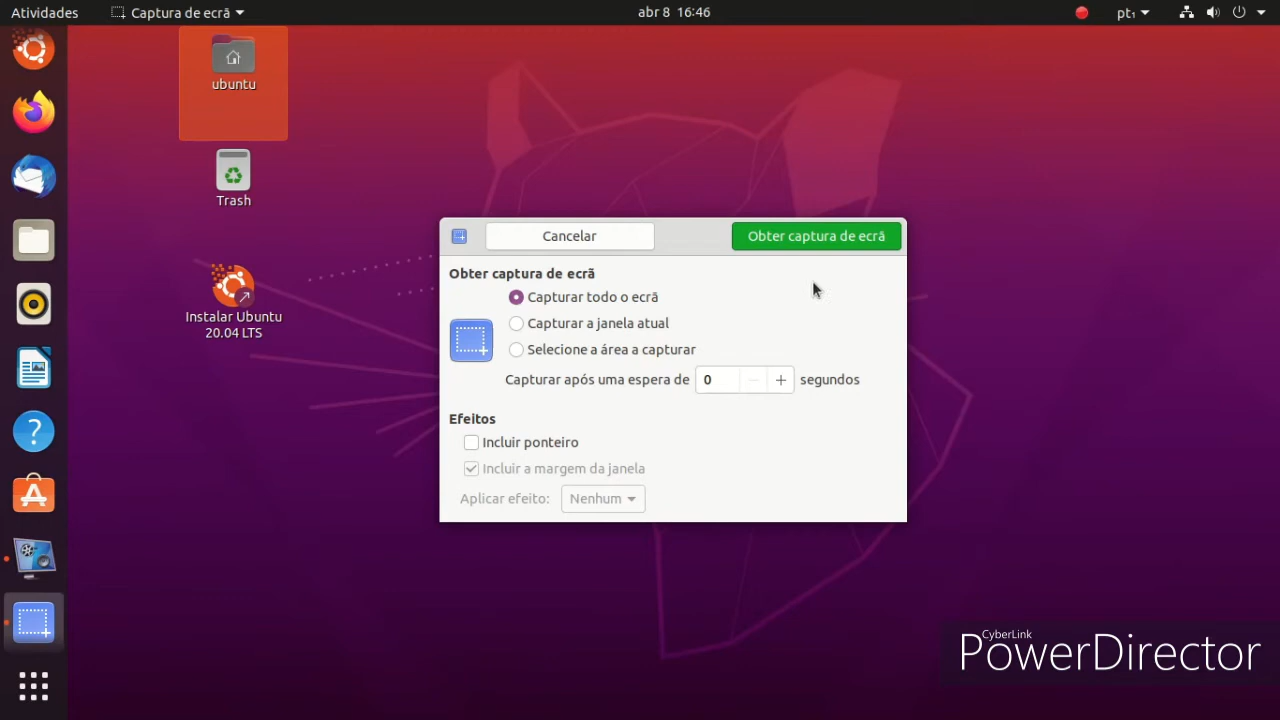 Atividades
Captura de ecrã
abr 8 16:46
pt₁
ubuntu
Trash
Instalar Ubuntu
20.04 LTS
Cancelar
Obter captura de ecrã
Obter captura de ecrã
Capturar todo o ecrã
Capturar a janela atual
Selecione a área a capturar
Capturar após uma espera de 0 segundos
Efeitos
Incluir ponteiro
Incluir a margem da janela
Aplicar efeito: Nenhum
CyberLink
PowerDirector